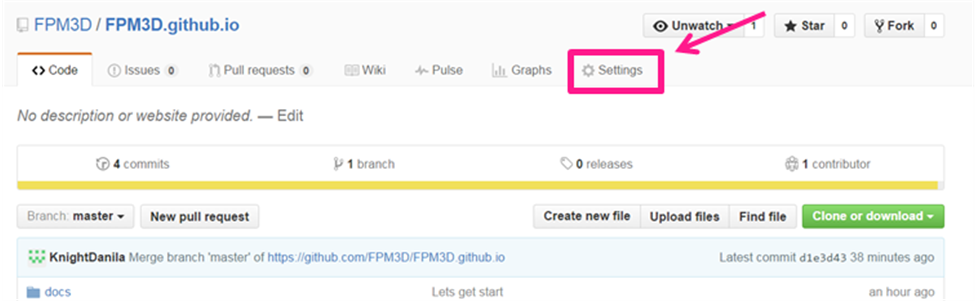 FPM3D / FPM3D.github.io Unwatch 1 Star 0 Fork 0
Code Issues 0 Pull requests 0 Wiki Pulse Graphs Settings
No description or website provided. — Edit
4 commits 1 branch 0 releases 1 contributor
Branch: master New pull request Create new file Upload files Find file Clone or download
KnightDanila Merge branch 'master' of https://github.com/FPM3D/FPM3D.github.io Latest commit d1e3d43 38 minutes ago
docs Lets get start an hour ago